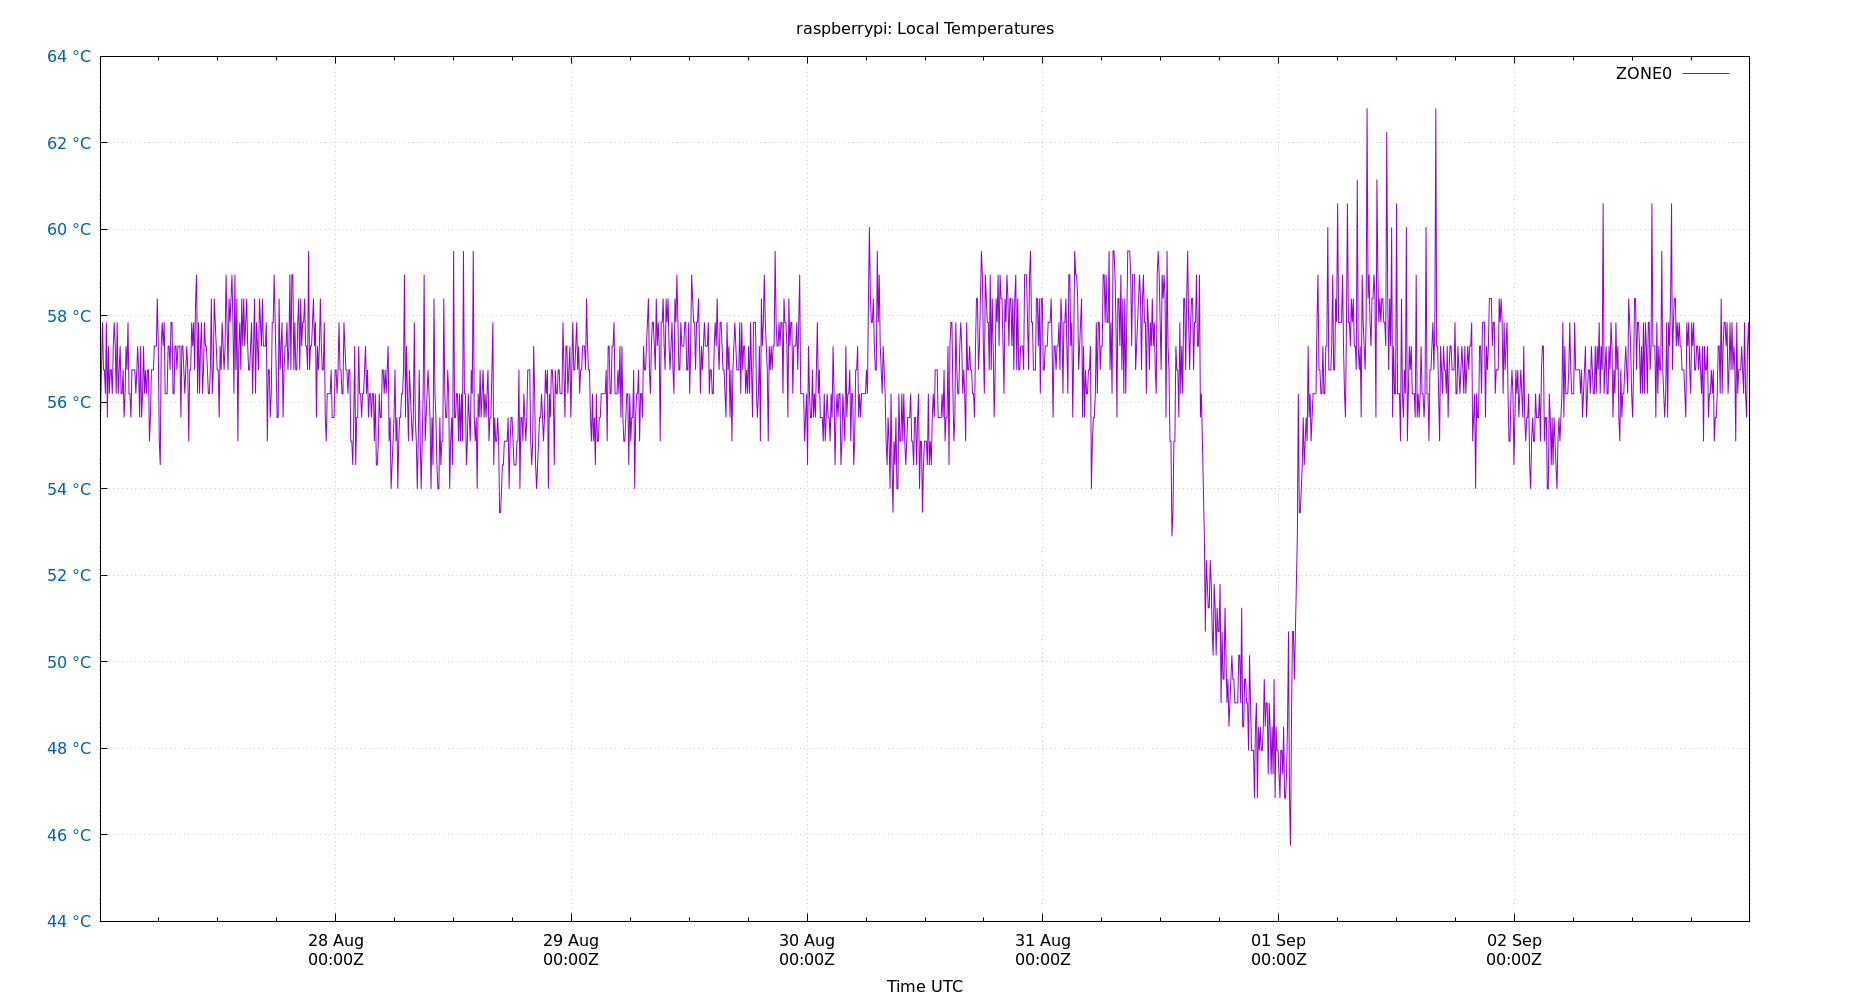 raspberrypi: Local Temperatures
64 °C
ZONE0
62 °C
60 °C
58 °C
56 °C
54 °C
52 °C
50 °C
48 °C
46 °C
44 °C
28 Aug 29 Aug 30 Aug 31 Aug 01 Sep 02 Sep
00:00Z 00:00Z 00:00Z 00:00Z 00:00Z 00:00Z
Time UTC